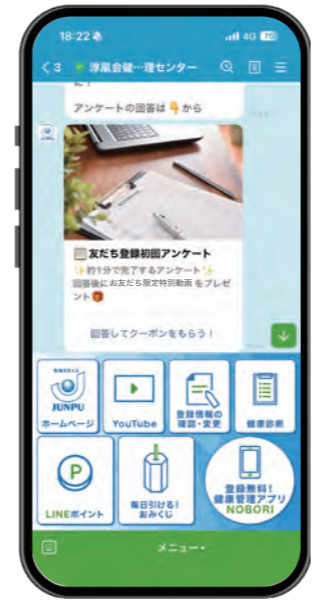 18:22
4G 78
3
淳風会健…理センター
に！
アンケートの回答は👇から
📋友だち登録初回アンケート
✨約1分で完了するアンケート✨
回答後にお友だち限定特別動画をプレゼ
ント🎁
回答してクーポンをもらう！
JUNPU
ホームページ
YouTube
登録情報の
確認・変更
健康診断
P
LINEポイント
毎日引ける！
おみくじ
登録無料！
健康管理アプリ
NOBORI
メニュー▾